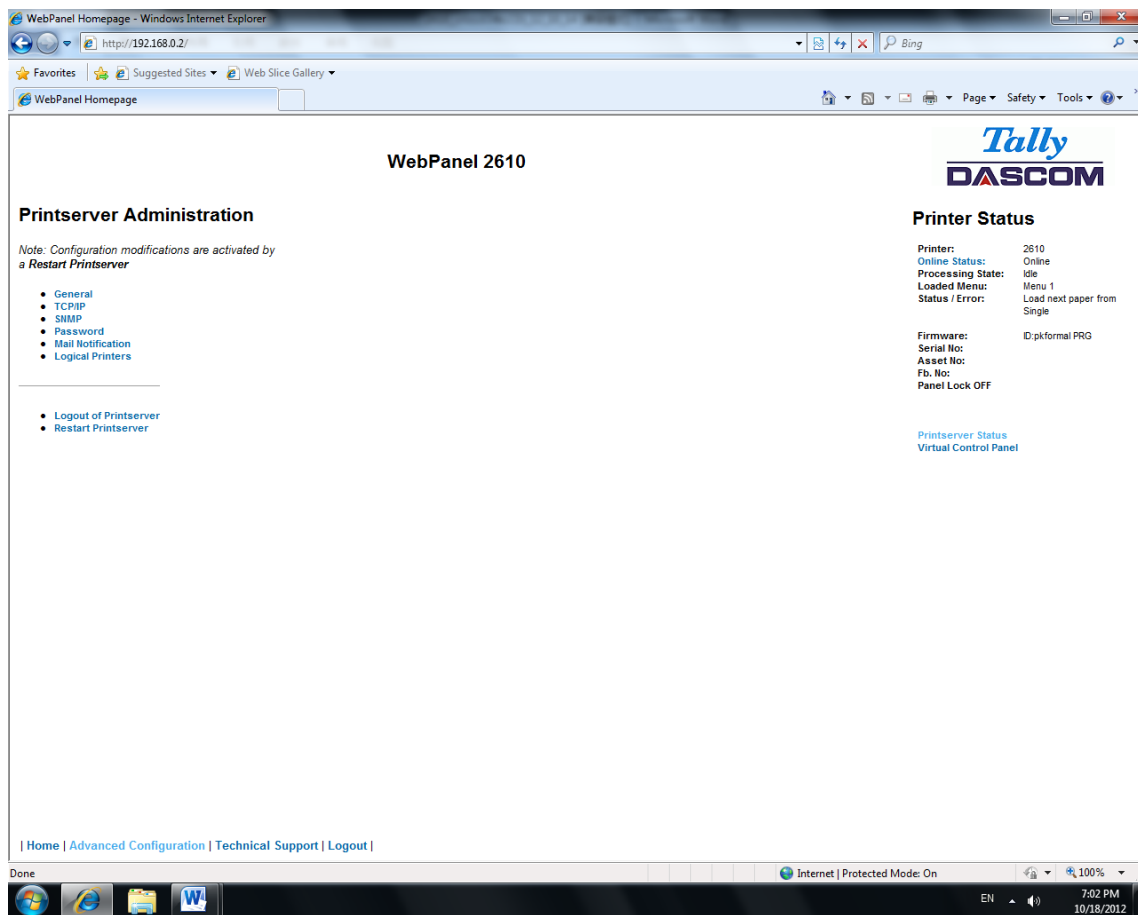 WebPanel Homepage - Windows Internet Explorer
http://192.168.0.2/
Bing
Favorites
Suggested Sites
Web Slice Gallery
WebPanel Homepage
Page
Safety
Tools
WebPanel 2610
Tally
DASCOM
Printserver Administration
Note: Configuration modifications are activated by
a Restart Printserver
General
TCP/IP
SNMP
Password
Mail Notification
Logical Printers
Logout of Printserver
Restart Printserver
Printer Status
Printer: 2610
Online Status: Online
Processing State: Idle
Loaded Menu: Menu 1
Status / Error: Load next paper from
Single
Firmware: ID:pkformal PRG
Serial No:
Asset No:
Fb. No:
Panel Lock OFF
Printserver Status
Virtual Control Panel
| Home | Advanced Configuration | Technical Support | Logout |
Done
Internet | Protected Mode: On
100%
EN
7:02 PM
10/18/2012